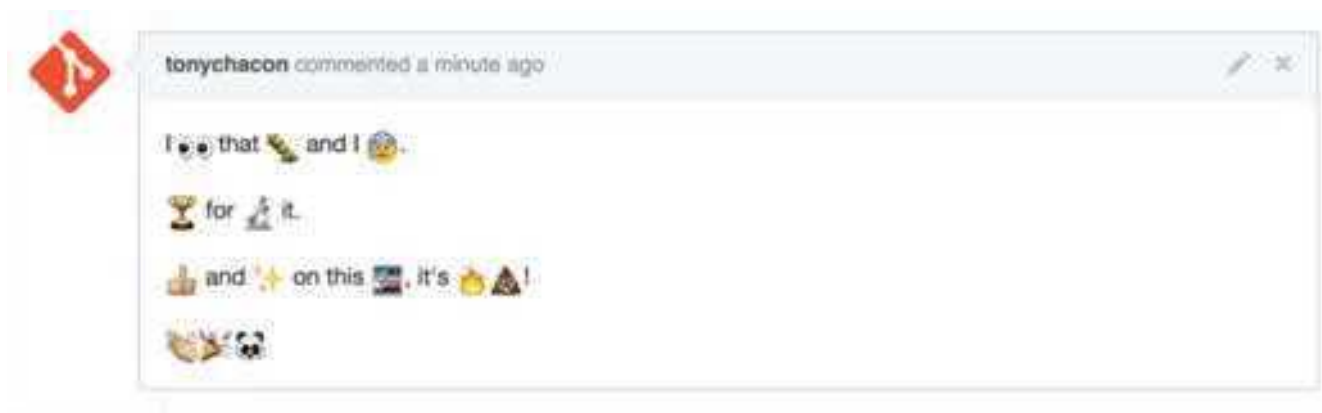 tonychacon commented a minute ago
I 👀 that 🐛 and I 😰.
🏆 for 🔬 it.
👍 and ✨ on this 🚄, it's 🔥💩!
👏🎉🐼